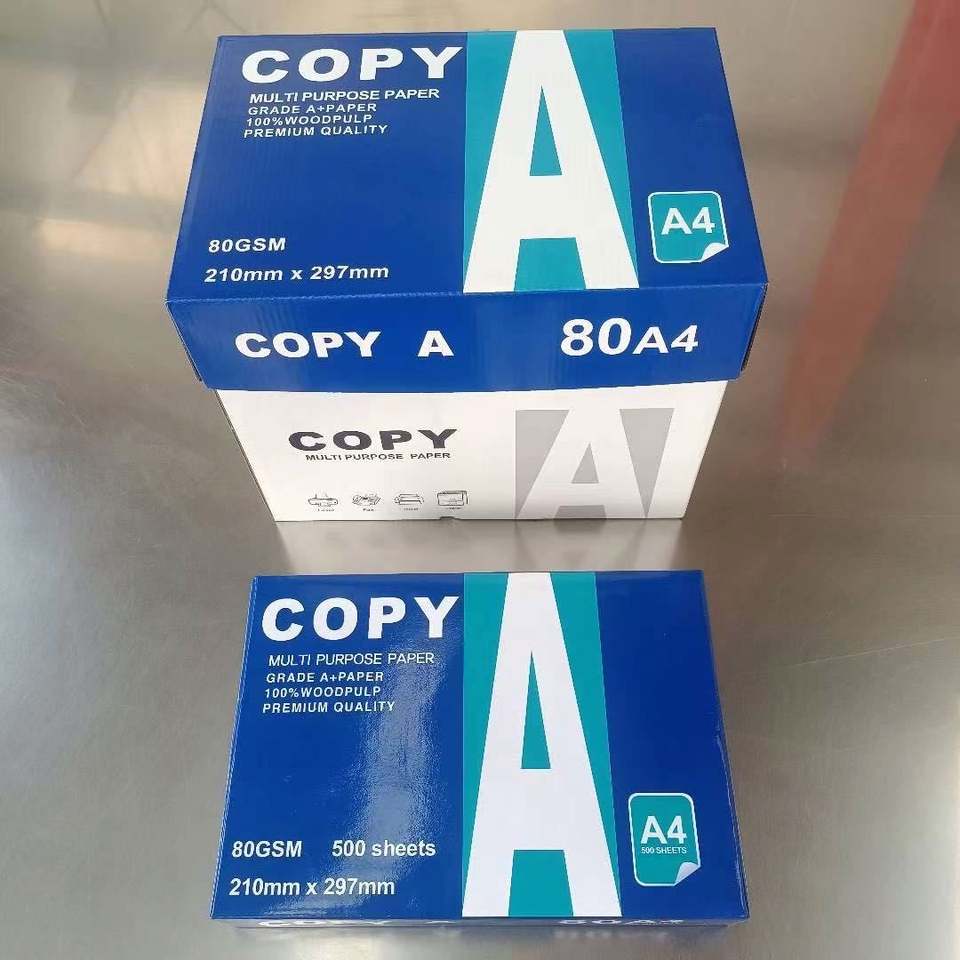 COPY A
MULTI PURPOSE PAPER
GRADE A+PAPER
100%WOODPULP
PREMIUM QUALITY
A4
80GSM
210mm x 297mm
COPY A 80A4
COPY A
MULTI PURPOSE PAPER
COPY A
MULTI PURPOSE PAPER
GRADE A+PAPER
100%WOODPULP
PREMIUM QUALITY
A4
500 SHEETS
80GSM 500 sheets
210mm x 297mm
COPY A 80A4